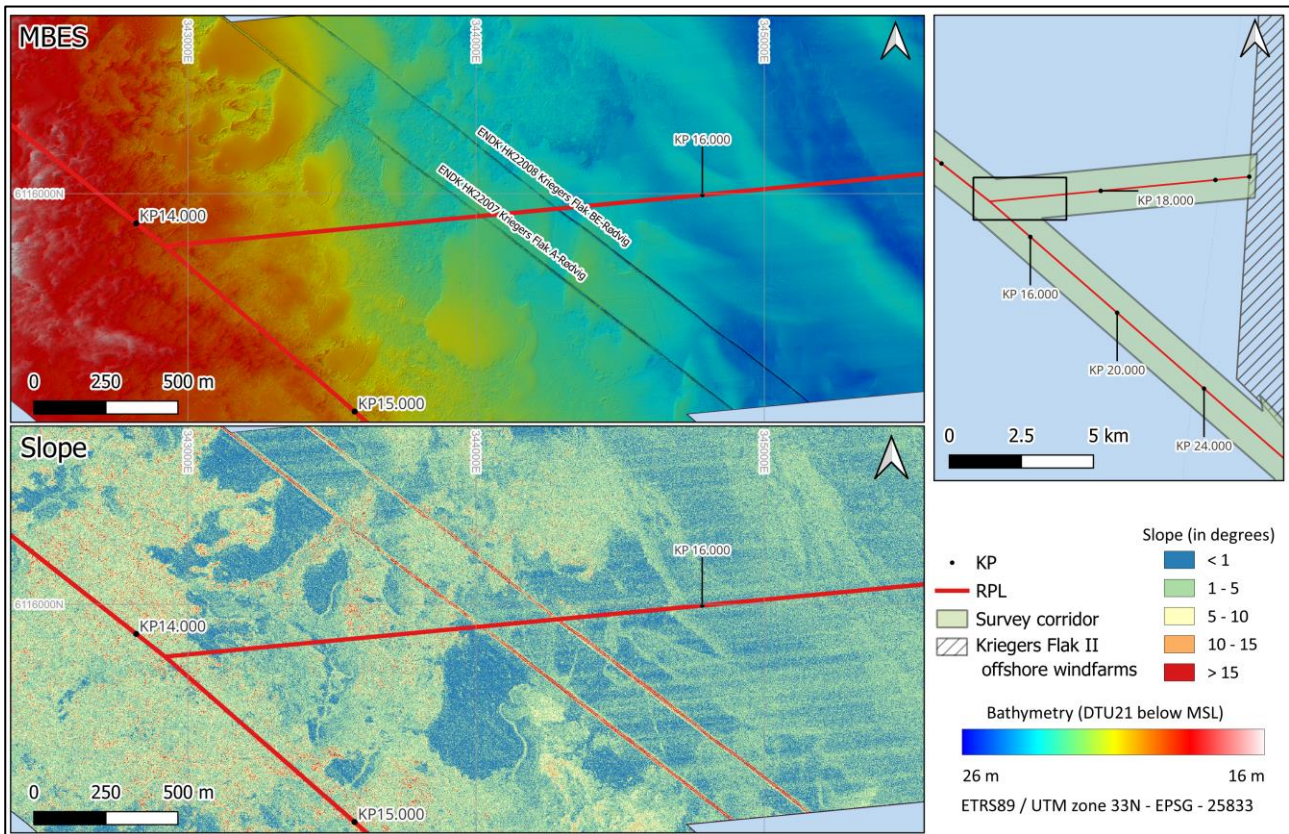 MBES
343000E
344000E
345000E
6116000N
ENDK-HK22008 Kriegers Flak BE-Rødvig
ENDK-HK22007 Kriegers Flak A-Rødvig
KP 16.000
KP14.000
KP15.000
0 250 500 m
Slope
343000E
344000E
345000E
6116000N
KP 16.000
KP14.000
KP15.000
0 250 500 m
KP 18.000
KP 16.000
KP 20.000
KP 24.000
0 2.5 5 km
KP
RPL
Survey corridor
Kriegers Flak II
offshore windfarms
Slope (in degrees)
< 1
1 - 5
5 - 10
10 - 15
> 15
Bathymetry (DTU21 below MSL)
26 m 16 m
ETRS89 / UTM zone 33N - EPSG - 25833